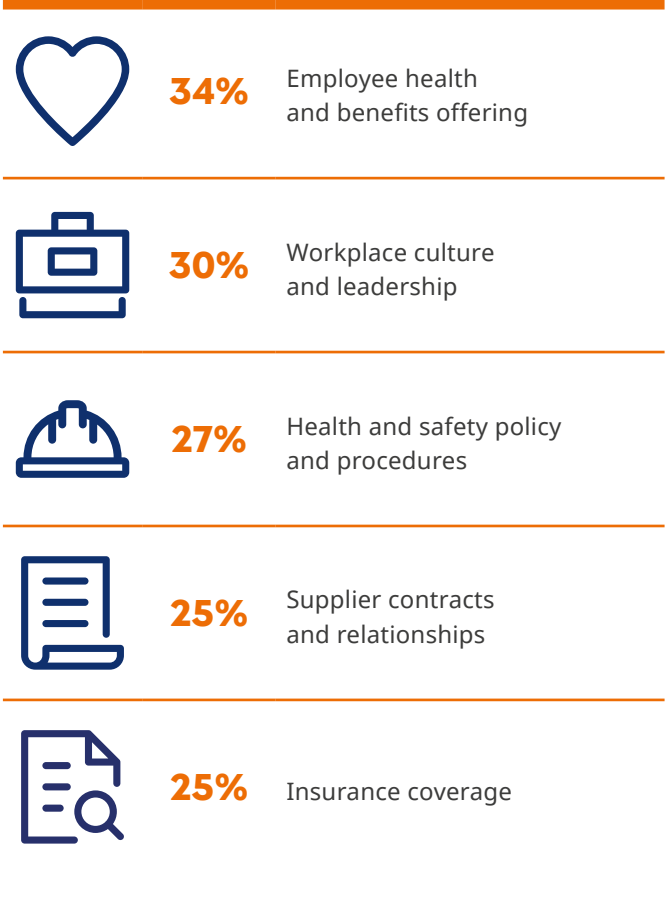 34%
Employee health
and benefits offering
30%
Workplace culture
and leadership
27%
Health and safety policy
and procedures
25%
Supplier contracts
and relationships
25%
Insurance coverage